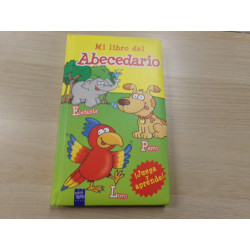 Mi libro del
Abecedario
Elefante
Perro
Loro
¡Juega y
aprende!